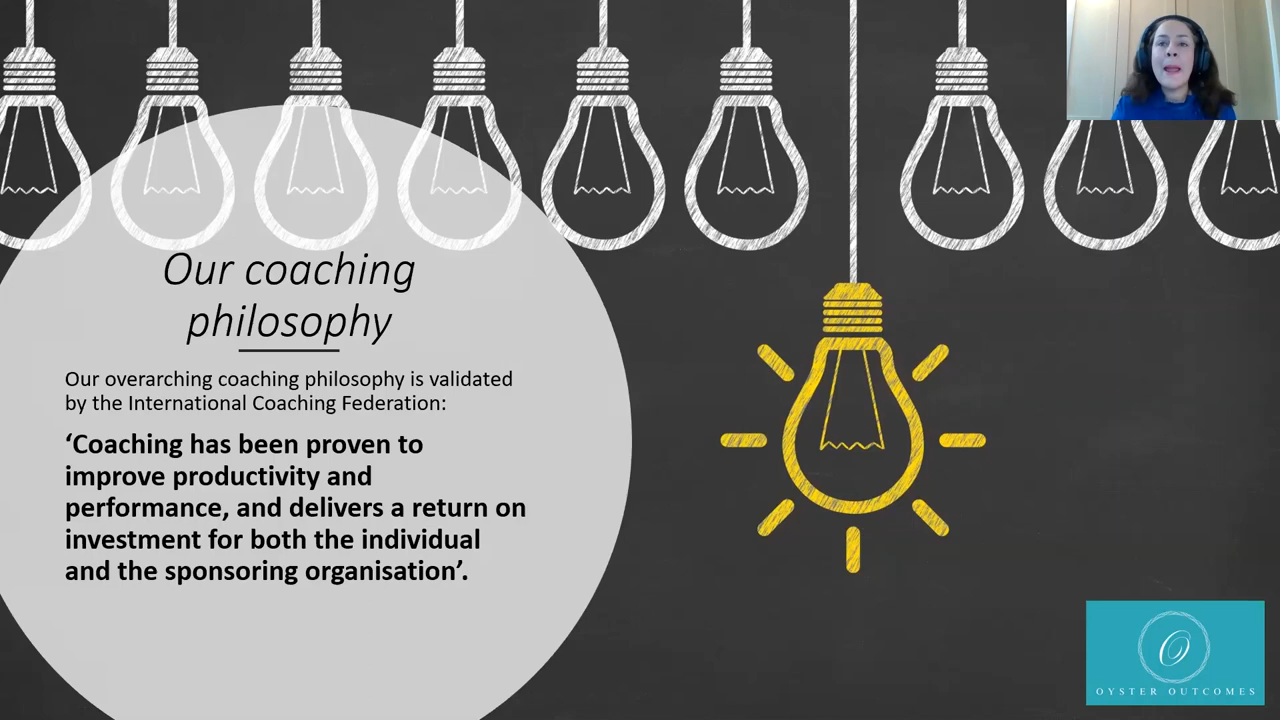 Our coaching
philosophy
Our overarching coaching philosophy is validated
by the International Coaching Federation:
‘Coaching has been proven to
improve productivity and
performance, and delivers a return on
investment for both the individual
and the sponsoring organisation’.
O
OYSTER OUTCOMES